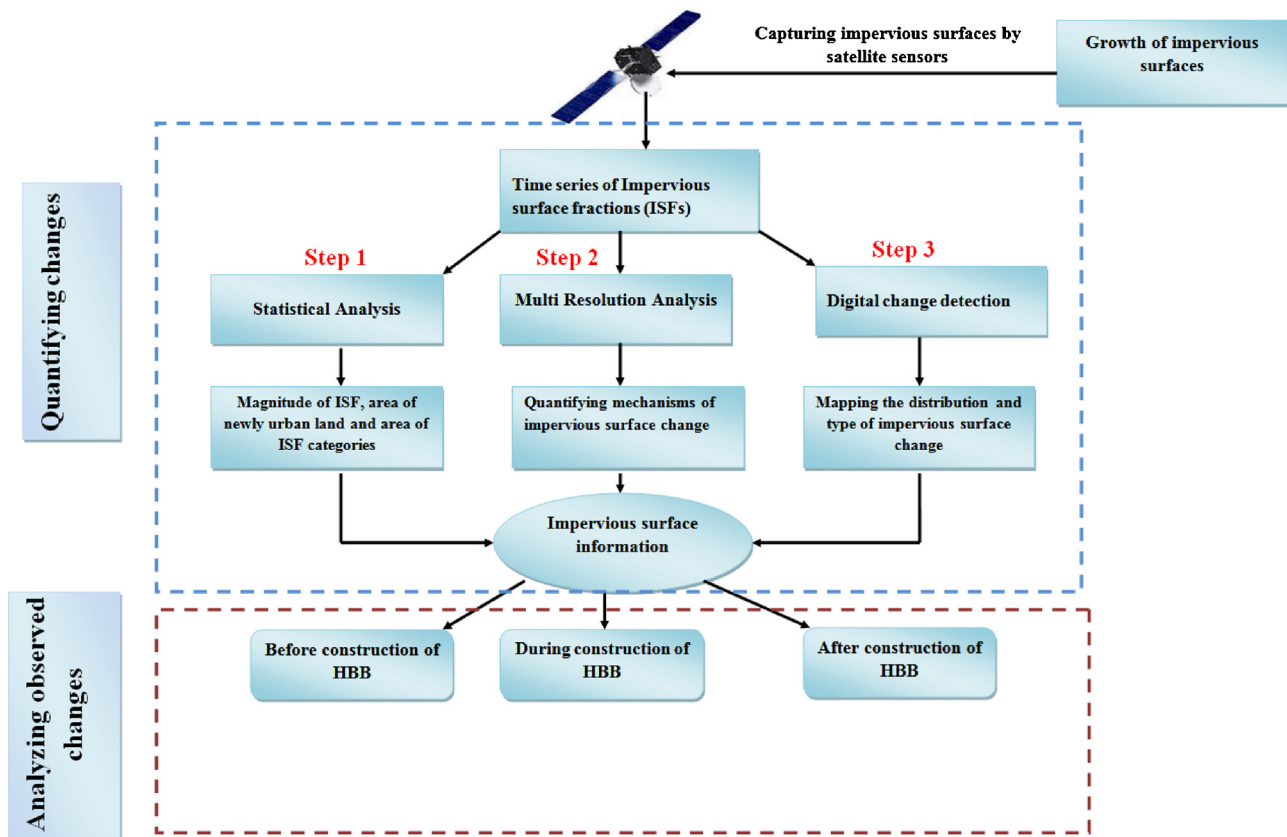 Capturing impervious surfaces by
satellite sensors
Growth of impervious
surfaces
Quantifying changes
Time series of Impervious
surface fractions (ISFs)
Step 1
Step 2
Step 3
Statistical Analysis
Multi Resolution Analysis
Digital change detection
Magnitude of ISF, area of
newly urban land and area of
ISF categories
Quantifying mechanisms of
impervious surface change
Mapping the distribution and
type of impervious surface
change
Impervious surface
information
Analyzing observed
changes
Before construction of
HBB
During construction of
HBB
After construction of
HBB